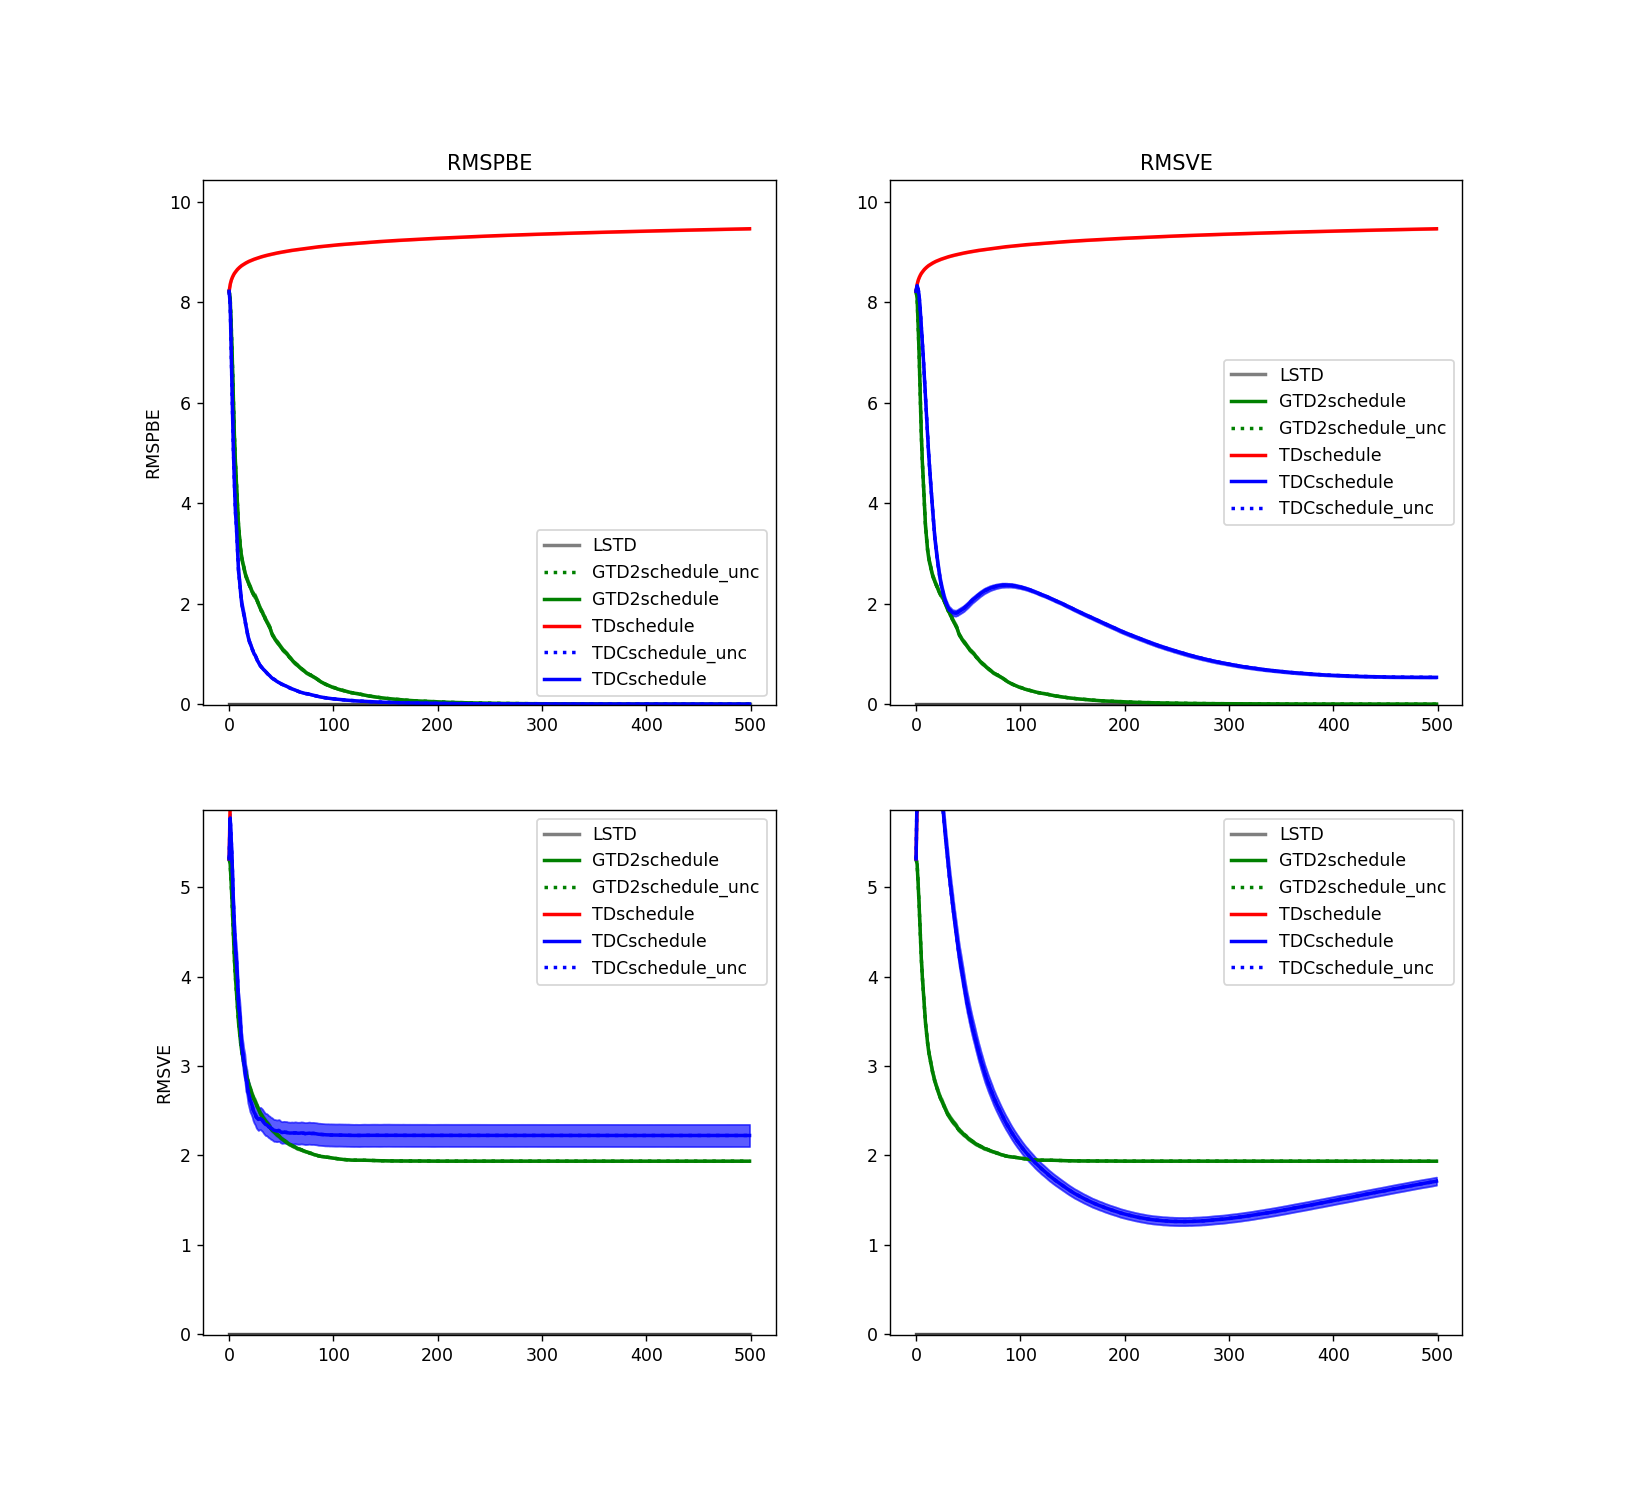 RMSPBE
RMSPBE
10
8
6
4
2
0
0 100 200 300 400 500
LSTD
GTD2schedule_unc
GTD2schedule
TDschedule
TDCschedule_unc
TDCschedule
RMSVE
10
8
6
4
2
0
0 100 200 300 400 500
LSTD
GTD2schedule
GTD2schedule_unc
TDschedule
TDCschedule
TDCschedule_unc
RMSVE
5
4
3
2
1
0
0 100 200 300 400 500
LSTD
GTD2schedule
GTD2schedule_unc
TDschedule
TDCschedule
TDCschedule_unc
5
4
3
2
1
0
0 100 200 300 400 500
LSTD
GTD2schedule
GTD2schedule_unc
TDschedule
TDCschedule
TDCschedule_unc